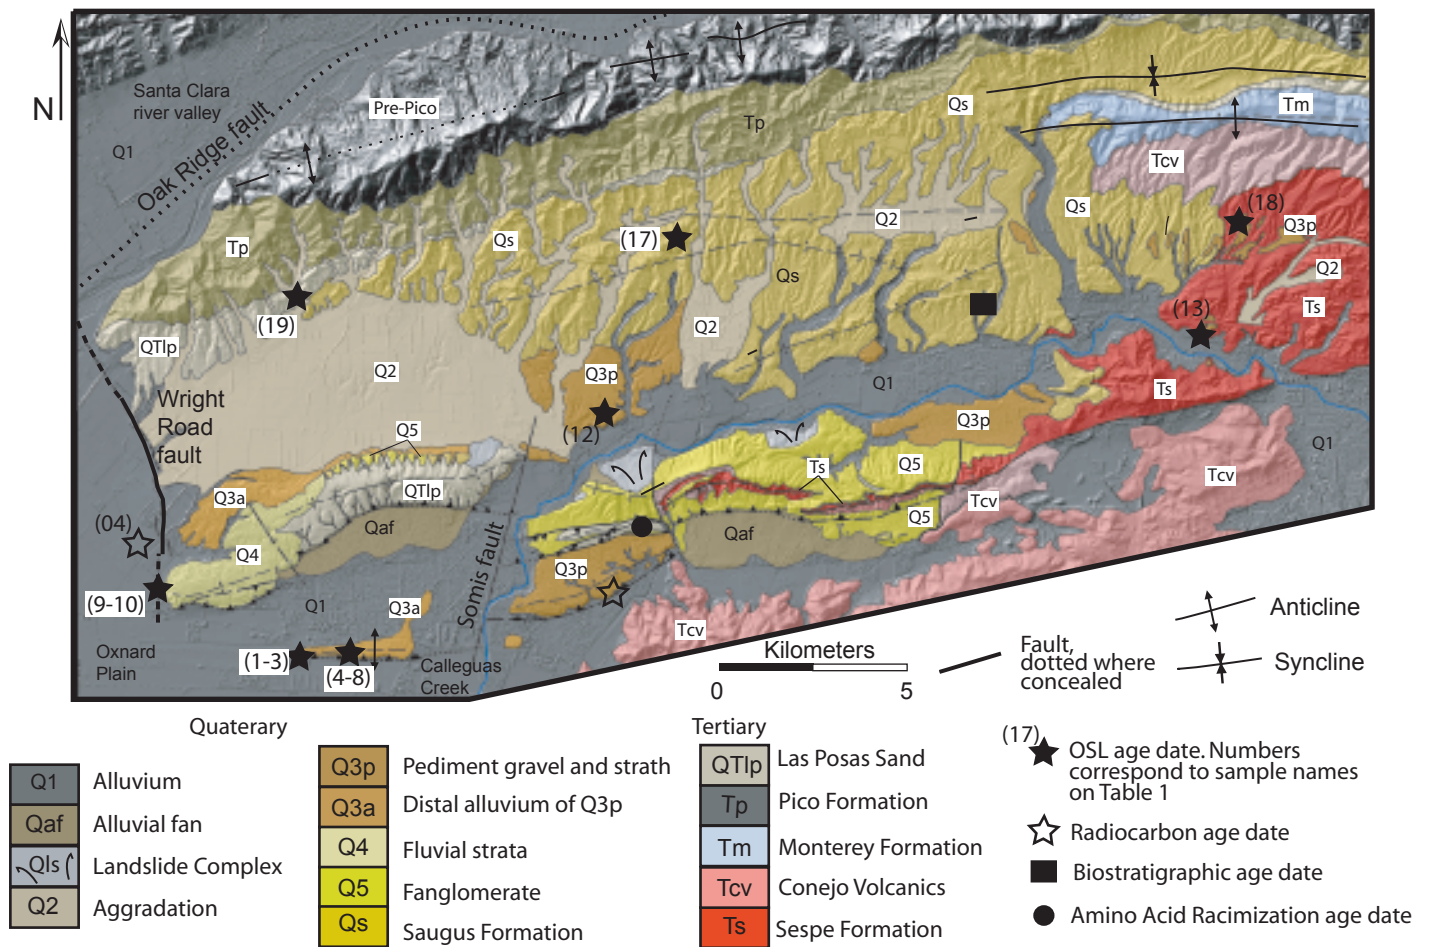 N
Santa Clara
river valley
Q1
Oak Ridge fault
Pre-Pico
Tp
Qs
Tm
Tcv
Qs
(18)
Q3p
Q2
Ts
(13)
Tp
Qs
(17)
Q2
Qs
(19)
QTlp
Q2
Q2
Q3p
(12)
Q1
Ts
Q3p
Q1
Wright
Road
fault
Q5
Q3a
QTlp
Qaf
Ts
Q5
Tcv
Tcv
Q5
Qaf
(04)
Q4
(9-10)
Q1
Q3a
Somis fault
Q3p
Tcv
Oxnard
Plain
(1-3)
(4-8)
Calleguas
Creek
Kilometers
0 5
Fault,
dotted where
concealed
Anticline
Syncline
Quaterary
Q1 Alluvium
Qaf Alluvial fan
Qls Landslide Complex
Q2 Aggradation
Q3p Pediment gravel and strath
Q3a Distal alluvium of Q3p
Q4 Fluvial strata
Q5 Fanglomerate
Qs Saugus Formation
Tertiary
QTlp Las Posas Sand
Tp Pico Formation
Tm Monterey Formation
Tcv Conejo Volcanics
Ts Sespe Formation
(17)
OSL age date. Numbers
correspond to sample names
on Table 1
Radiocarbon age date
Biostratigraphic age date
Amino Acid Racimization age date